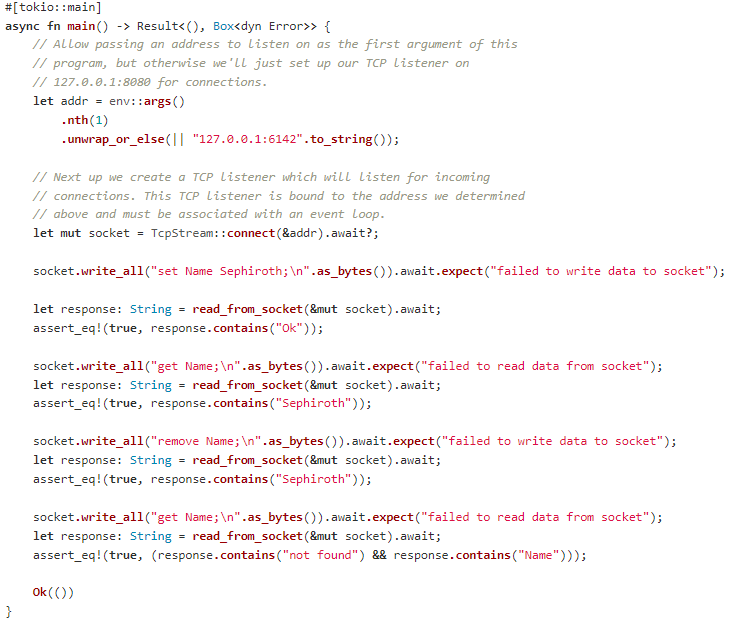 #[tokio::main]
async fn main() -> Result<(), Box<dyn Error>> {
    // Allow passing an address to listen on as the first argument of this
    // program, but otherwise we'll just set up our TCP listener on
    // 127.0.0.1:8080 for connections.
    let addr = env::args()
        .nth(1)
        .unwrap_or_else(|| "127.0.0.1:6142".to_string());

    // Next up we create a TCP listener which will listen for incoming
    // connections. This TCP listener is bound to the address we determined
    // above and must be associated with an event loop.
    let mut socket = TcpStream::connect(&addr).await?;

    socket.write_all("set Name Sephiroth;\n".as_bytes()).await.expect("failed to write data to socket");

    let response: String = read_from_socket(&mut socket).await;
    assert_eq!(true, response.contains("Ok"));

    socket.write_all("get Name;\n".as_bytes()).await.expect("failed to read data from socket");
    let response: String = read_from_socket(&mut socket).await;
    assert_eq!(true, response.contains("Sephiroth"));

    socket.write_all("remove Name;\n".as_bytes()).await.expect("failed to write data to socket");
    let response: String = read_from_socket(&mut socket).await;
    assert_eq!(true, response.contains("Sephiroth"));

    socket.write_all("get Name;\n".as_bytes()).await.expect("failed to read data from socket");
    let response: String = read_from_socket(&mut socket).await;
    assert_eq!(true, (response.contains("not found") && response.contains("Name")));

    Ok(())
}